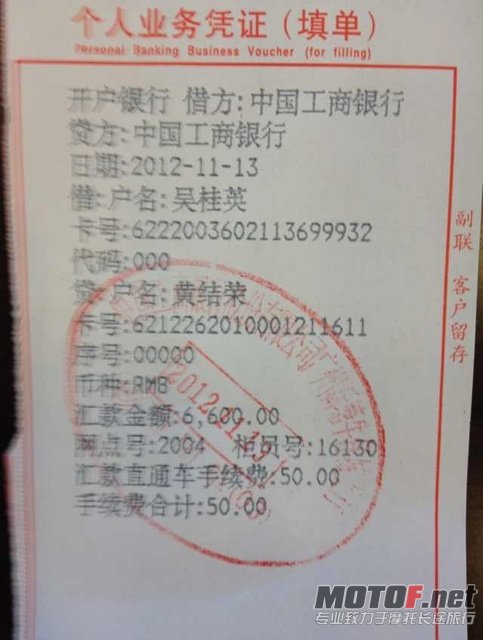 个人业务凭证（填单）
Personal Banking Business Voucher (for filling)
开户银行 借方:中国工商银行
贷方:中国工商银行
日期:2012-11-13
借:户名:吴桂英
卡号:6222003602113699932
代码:000
贷:户名:黄结荣
卡号:6212262010001211611
序号:00000
币种:RMB
汇款金额:6,600.00
网点号:2004 柜员号:16130
汇款直通车手续费:50.00
手续费合计:50.00
副联 客户留存
MOTOF.net
专业致力于摩托长途旅行